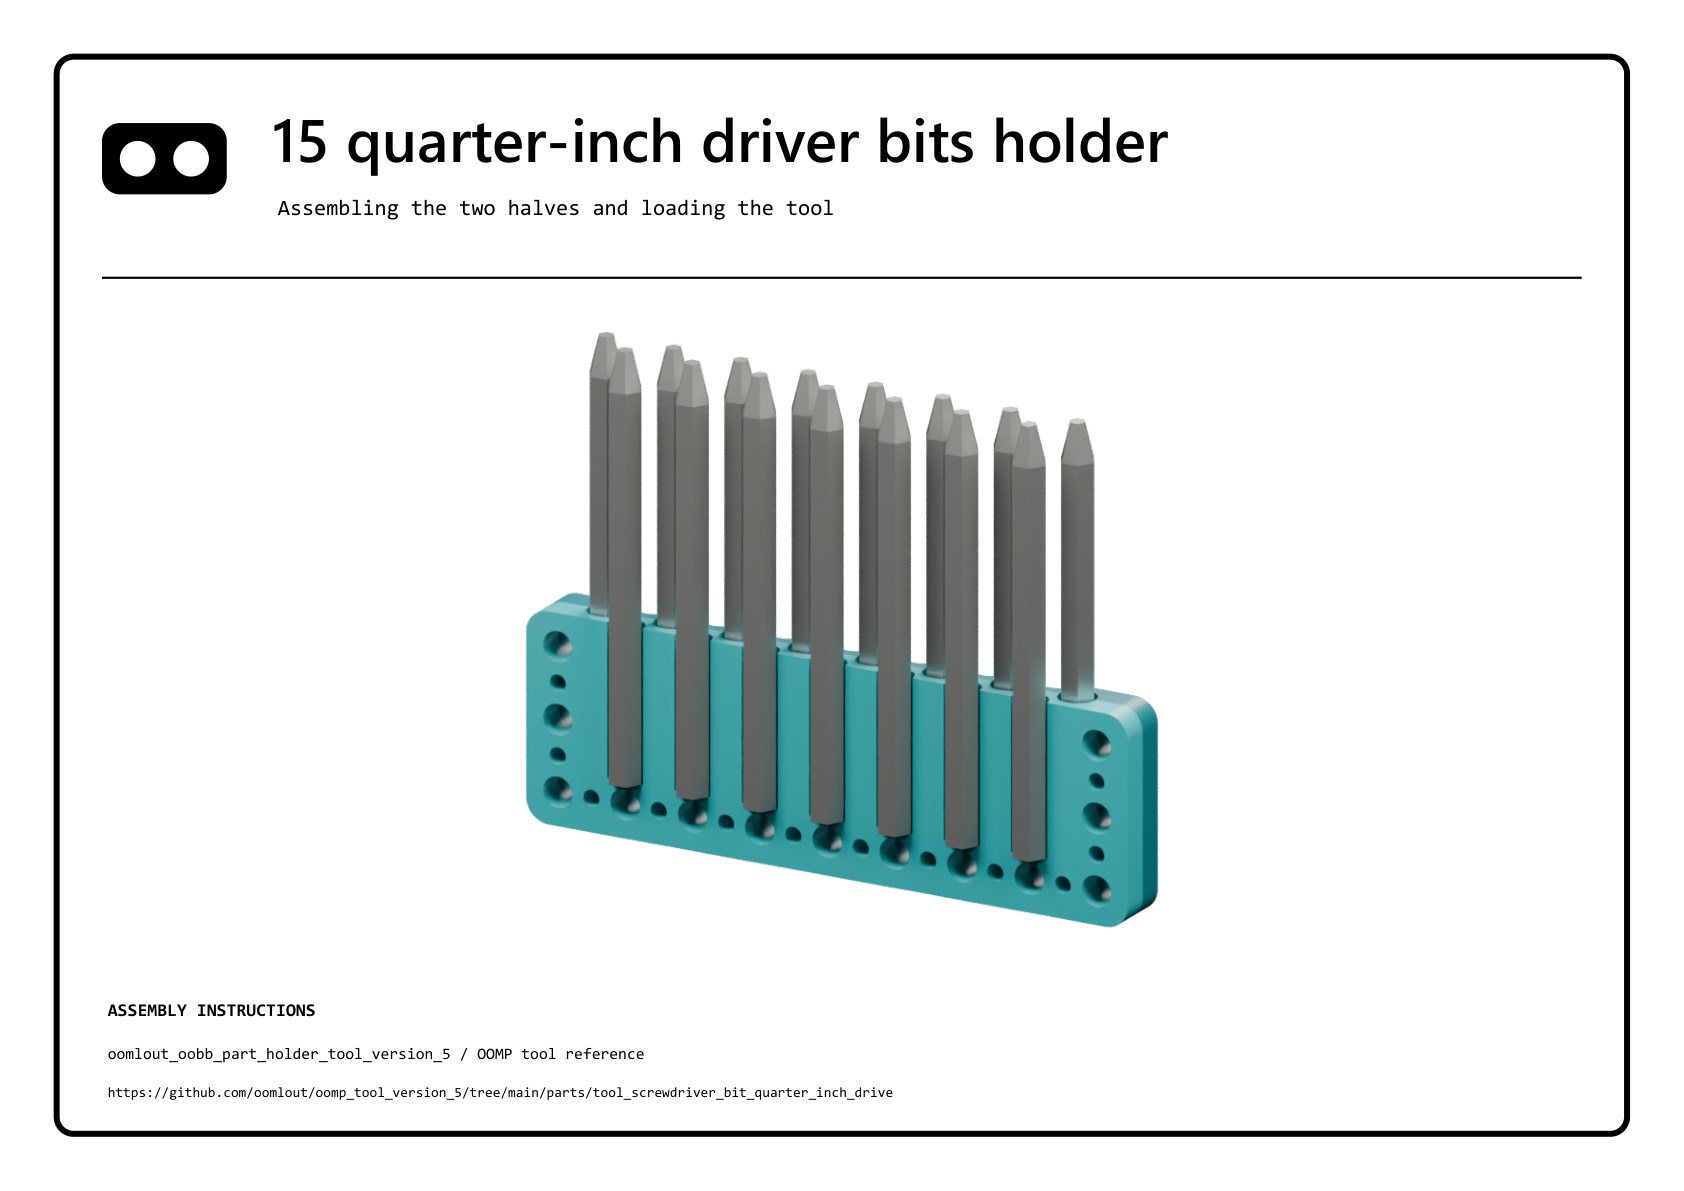 15 quarter-inch driver bits holder
Assembling the two halves and loading the tool
ASSEMBLY INSTRUCTIONS
oomlout_oobb_part_holder_tool_version_5 / OOMP tool reference
https://github.com/oomlout/oomp_tool_version_5/tree/main/parts/tool_screwdriver_bit_quarter_inch_drive